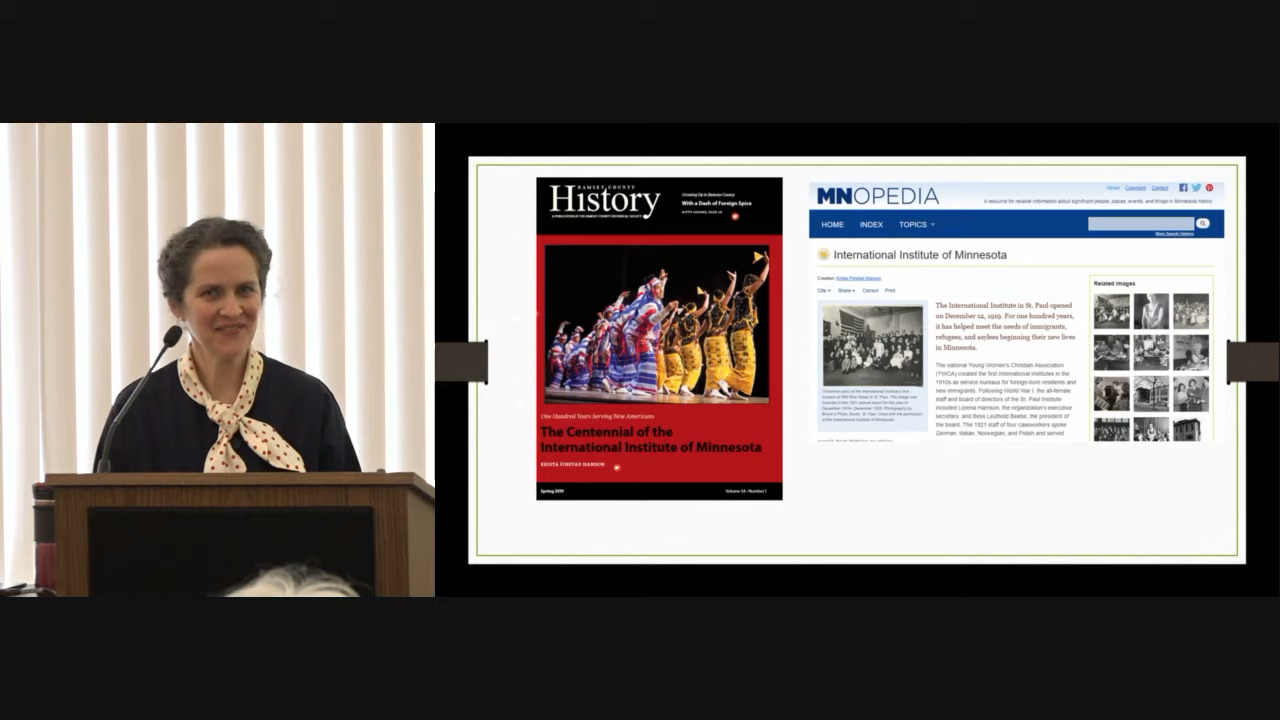 RAMSEY COUNTY
History
A PUBLICATION OF THE RAMSEY COUNTY HISTORICAL SOCIETY
Growing Up in Ramsey County
With a Dash of Foreign Spice
One Hundred Years Serving New Americans
The Centennial of the
International Institute of Minnesota
KRISTA FINSTAD HANSON
Spring 2019
Volume 54 • Number 1
MNOPEDIA
About Copyright Contact
A resource for reliable information about significant people, places, events, and things in Minnesota history
HOME INDEX TOPICS
More Search Options
International Institute of Minnesota
Creator: Krista Finstad Hanson
Cite Share Correct Print
Christmas party at the International Institute's first
The International Institute in St. Paul opened
on December 12, 1919. For one hundred years,
it has helped meet the needs of immigrants,
refugees, and asylees beginning their new lives
in Minnesota.
The national Young Women's Christian Association
(YWCA) created the first International Institutes in the
1910s as service bureaus for foreign-born residents and
new immigrants. Following World War I, the all-female
staff and board of directors of the St. Paul Institute
included Lorena Harrison, the organization's executive
secretary, and Bess Leuthold Beebe, the president of
the board. The 1921 staff of four caseworkers spoke
German, Italian, Norwegian, and Polish and served
Related Images